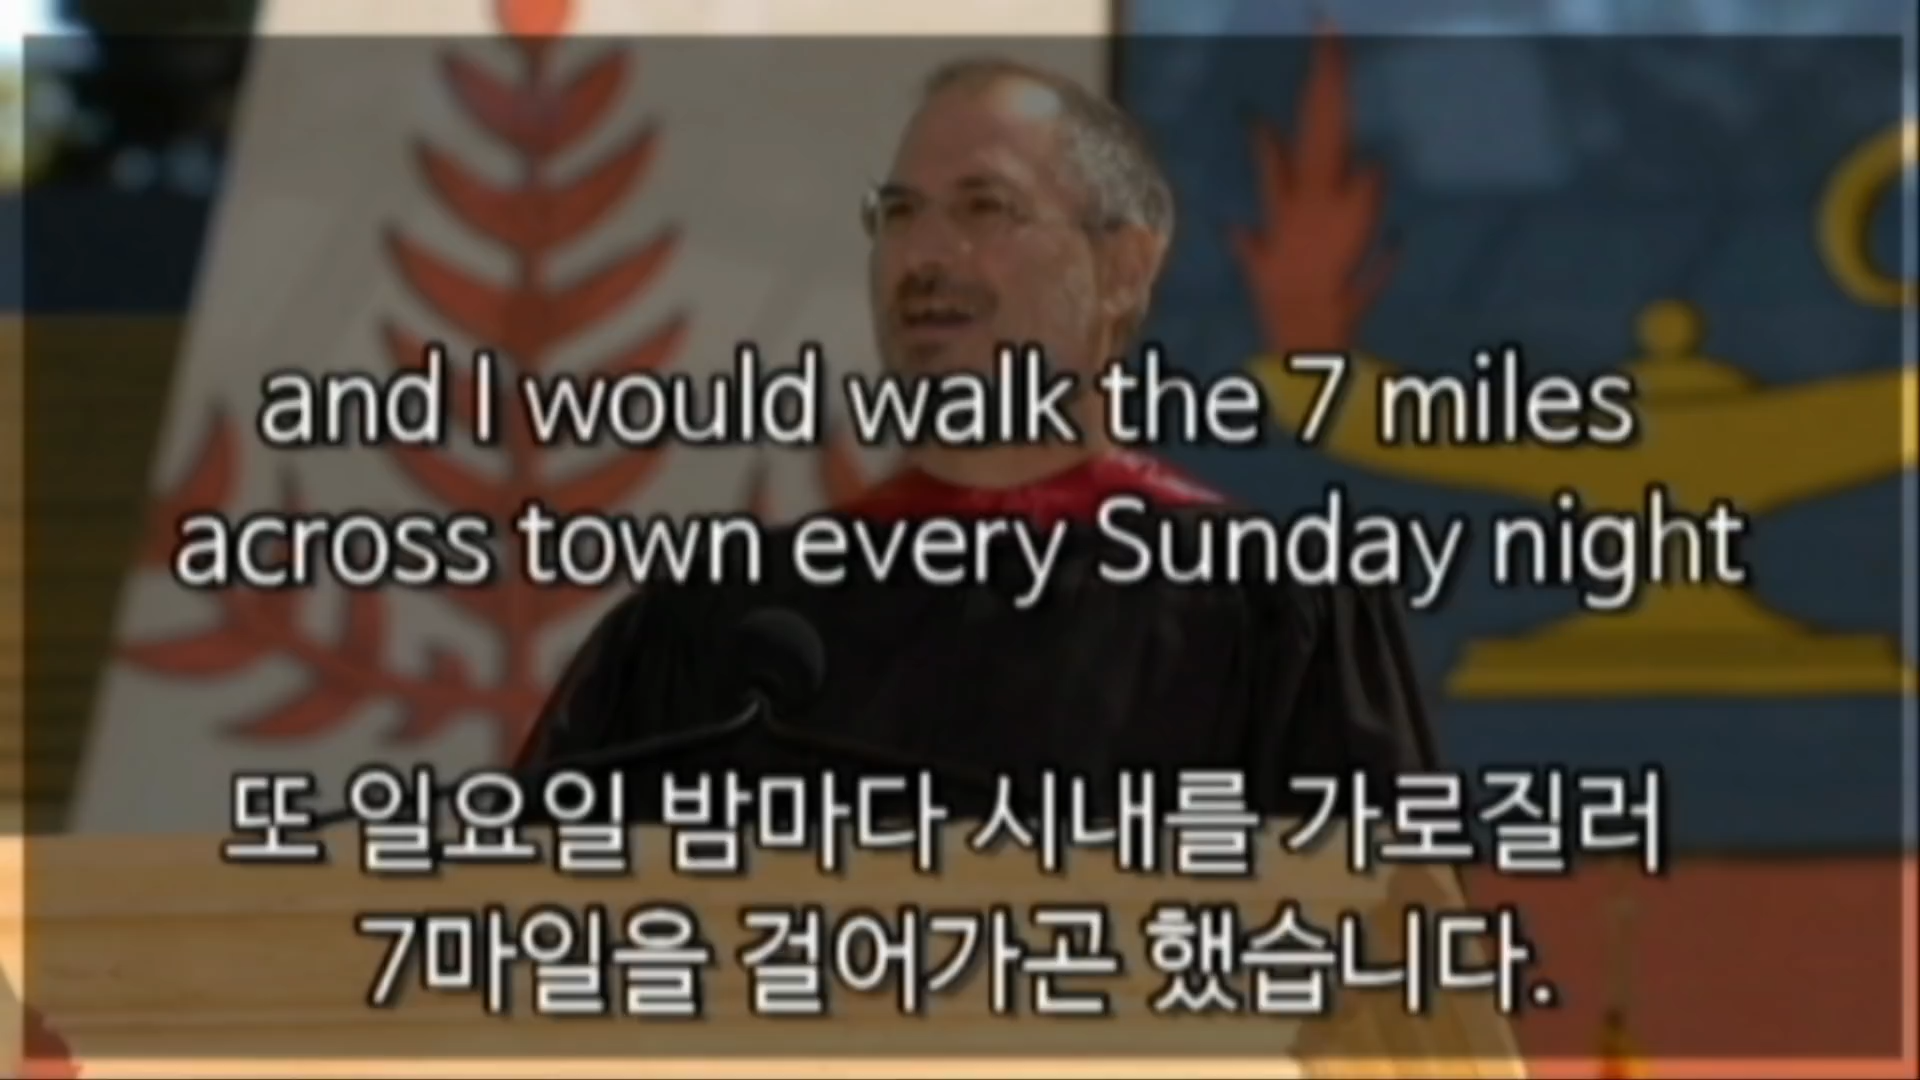 and I would walk the 7 miles
across town every Sunday night
또 일요일 밤마다 시내를 가로질러
7마일을 걸어가곤 했습니다.